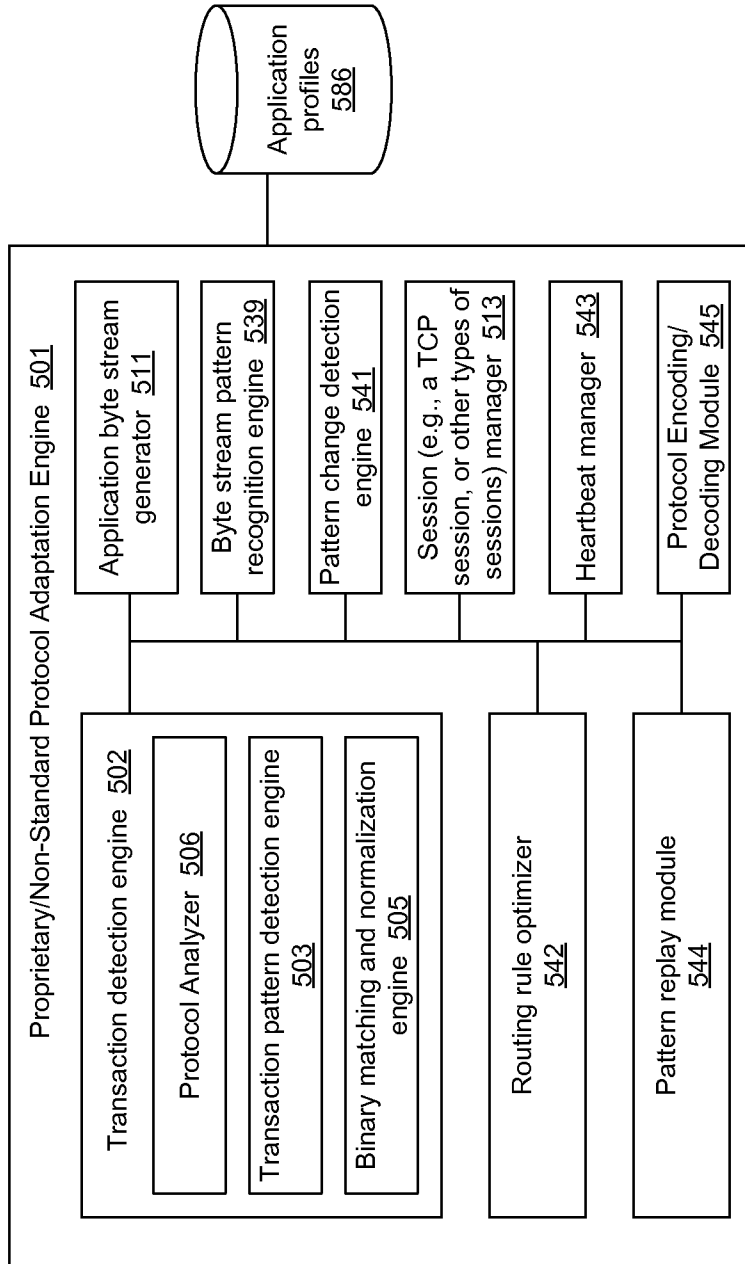 Proprietary/Non-Standard Protocol Adaptation Engine 501
Transaction detection engine 502
Protocol Analyzer 506
Transaction pattern detection engine
503
Binary matching and normalization
engine 505
Routing rule optimizer
542
Pattern replay module
544
Application byte stream
generator 511
Byte stream pattern
recognition engine 539
Pattern change detection
engine 541
Session (e.g., a TCP
session, or other types of
sessions) manager 513
Heartbeat manager 543
Protocol Encoding/
Decoding Module 545
Application
profiles
586